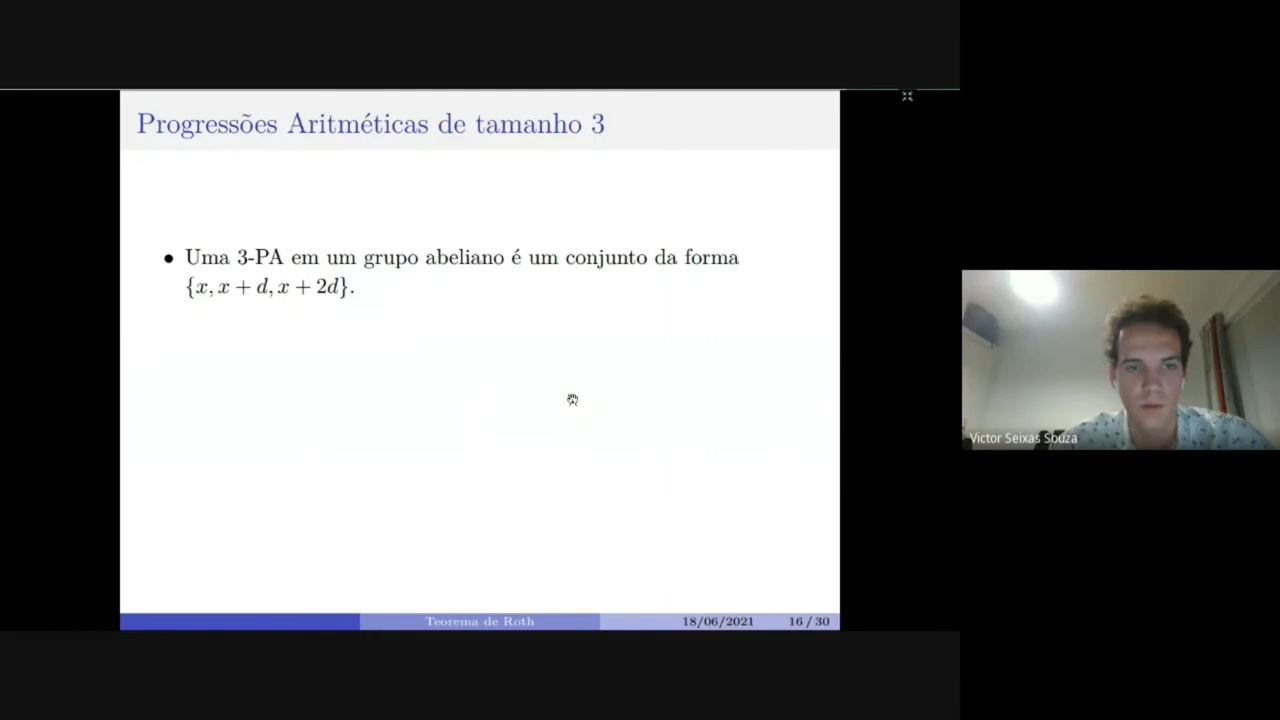 Progressões Aritméticas de tamanho 3
• Uma 3-PA em um grupo abeliano é um conjunto da forma
{x, x + d, x + 2d}.
Teorema de Roth 18/06/2021 16 / 30
Victor Seixas Souza